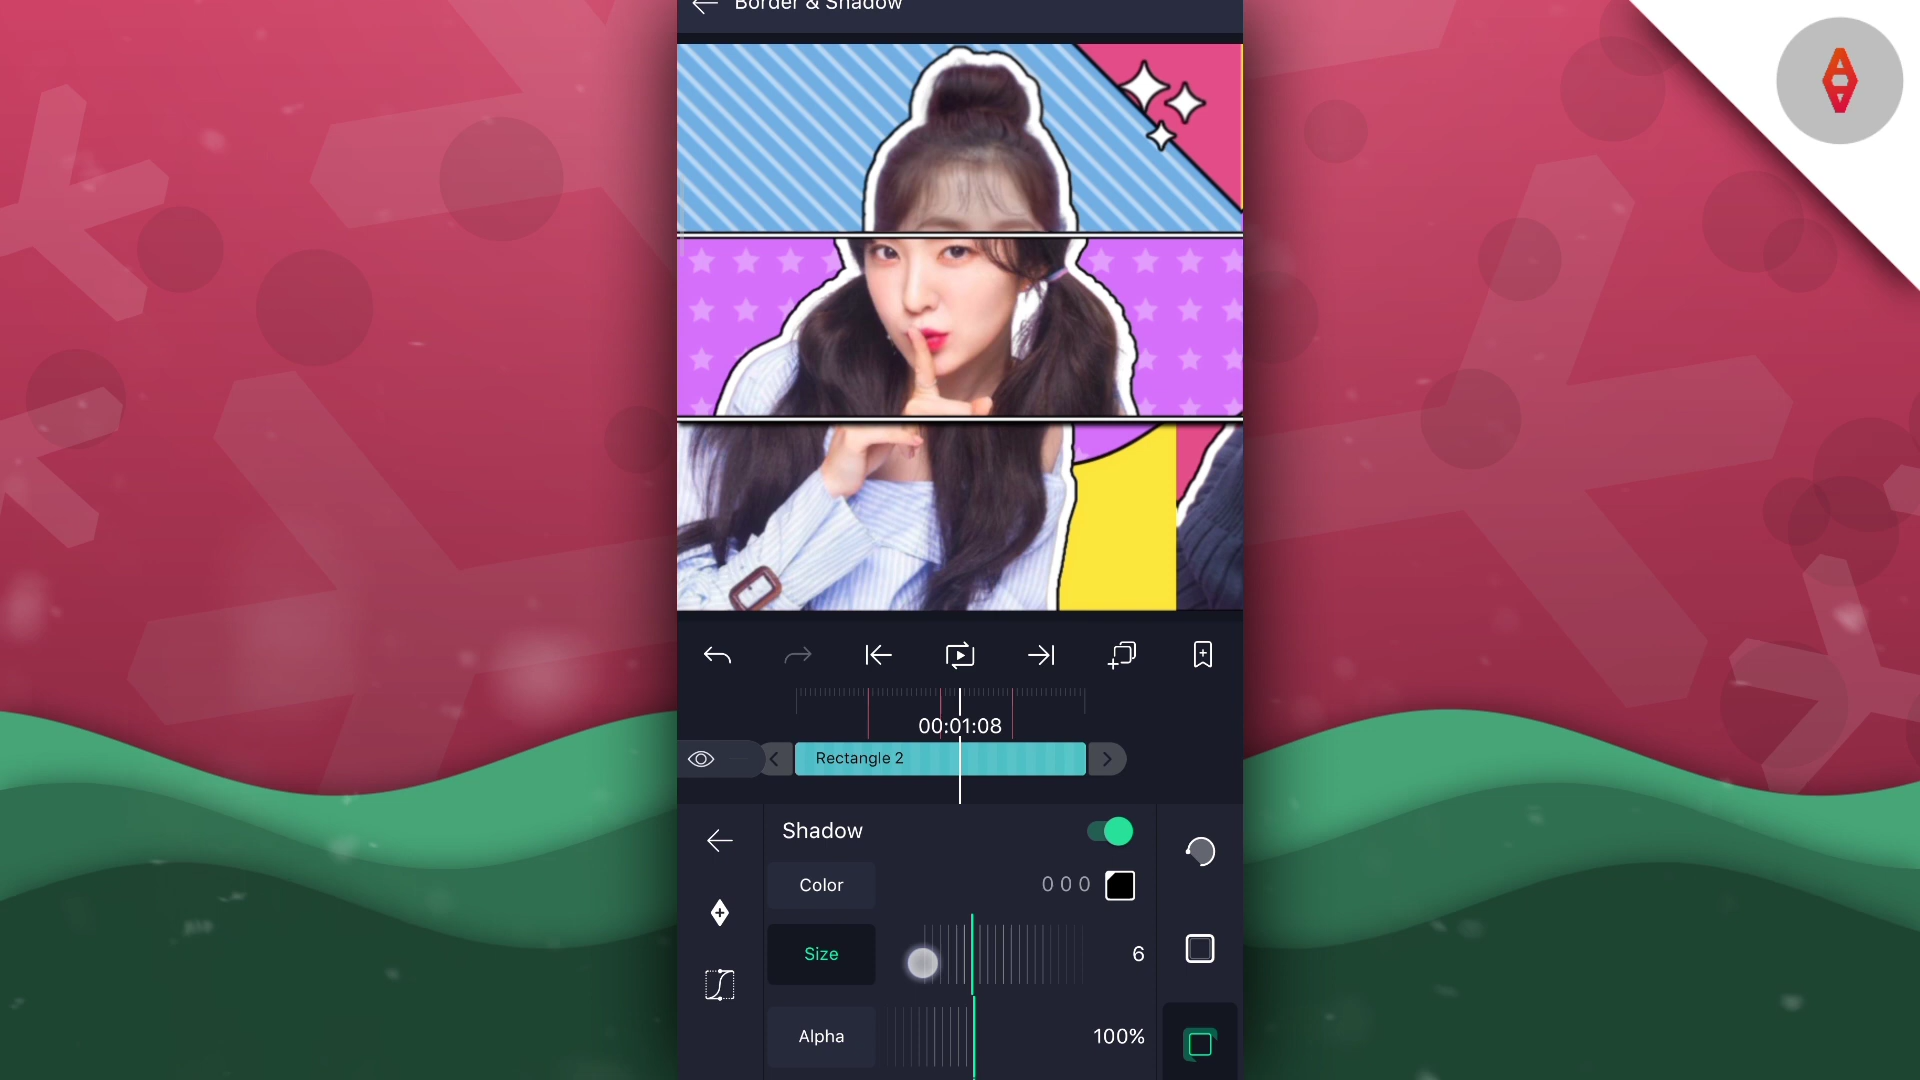 Border & Shadow
00:01:08
Rectangle 2
Shadow
Color
0 0 0
Size
6
Alpha
100%